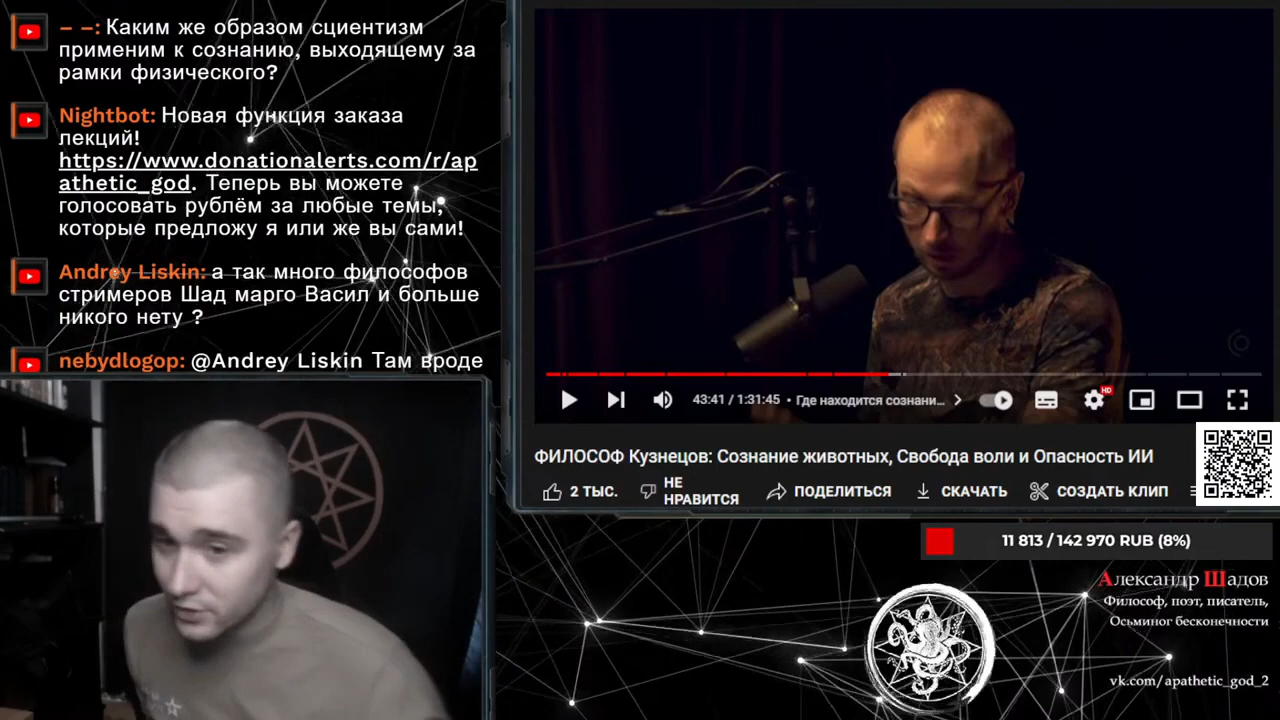 – –: Каким же образом сциентизм
применим к сознанию, выходящему за
рамки физического?
Nightbot: Новая функция заказа
лекций!
https://www.donationalerts.com/r/ap
athetic_god. Теперь вы можете
голосовать рублём за любые темы,
которые предложу я или же вы сами!
Andrey Liskin: а так много философов
стримеров Шад марго Васил и больше
никого нету ?
nebydlogop: @Andrey Liskin Там вроде
43:41 / 1:31:45 • Где находится сознани...
HD
ФИЛОСОФ Кузнецов: Сознание животных, Свобода воли и Опасность ИИ
2 ТЫС.
НЕ
НРАВИТСЯ
ПОДЕЛИТЬСЯ
СКАЧАТЬ
СОЗДАТЬ КЛИП
11 813 / 142 970 RUB (8%)
Александр Шадов
Философ, поэт, писатель,
Осьминог бесконечности
vk.com/apathetic_god_2